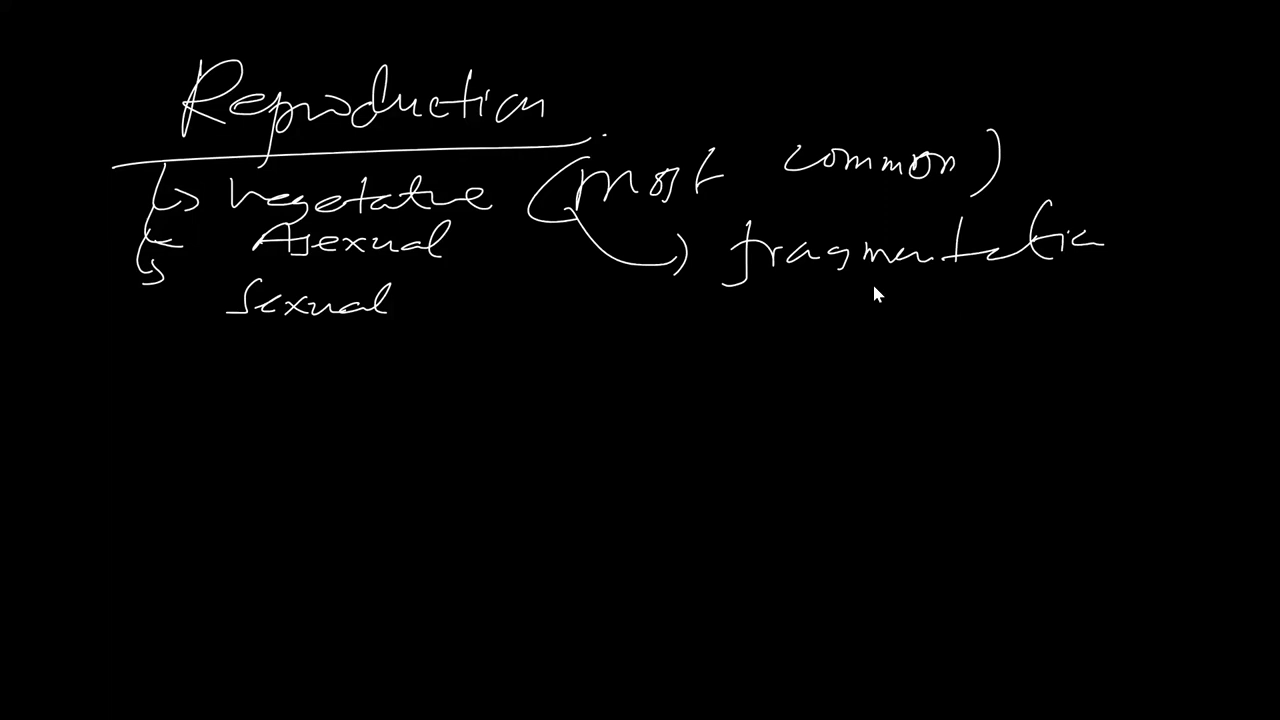 Reproduction
Vegetative (most common)
Asexual
fragmentation
Sexual